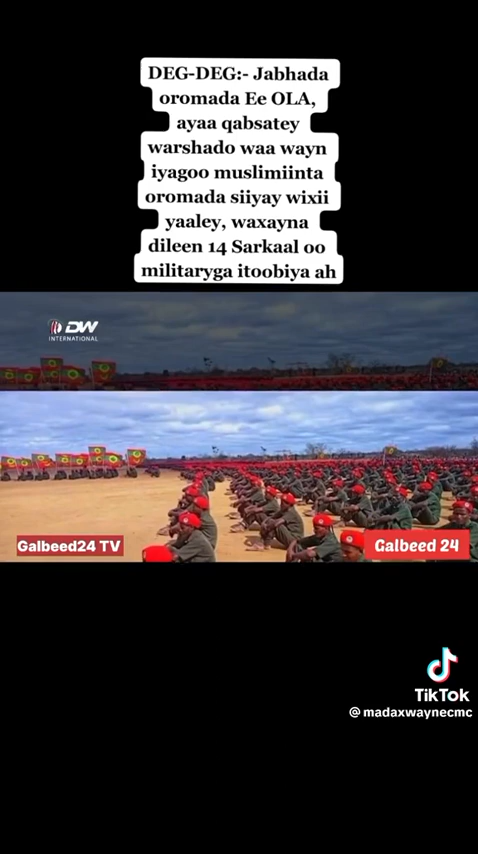 DEG-DEG:- Jabhada
oromada Ee OLA,
ayaa qabsatey
warshado waa wayn
iyagoo muslimiinta
oromada siiyay wixii
yaaley, waxayna
dileen 14 Sarkaal oo
militaryga itoobiya ah
DW
INTERNATIONAL
Galbeed24 TV
Galbeed 24
TikTok
@ madaxwaynecmc